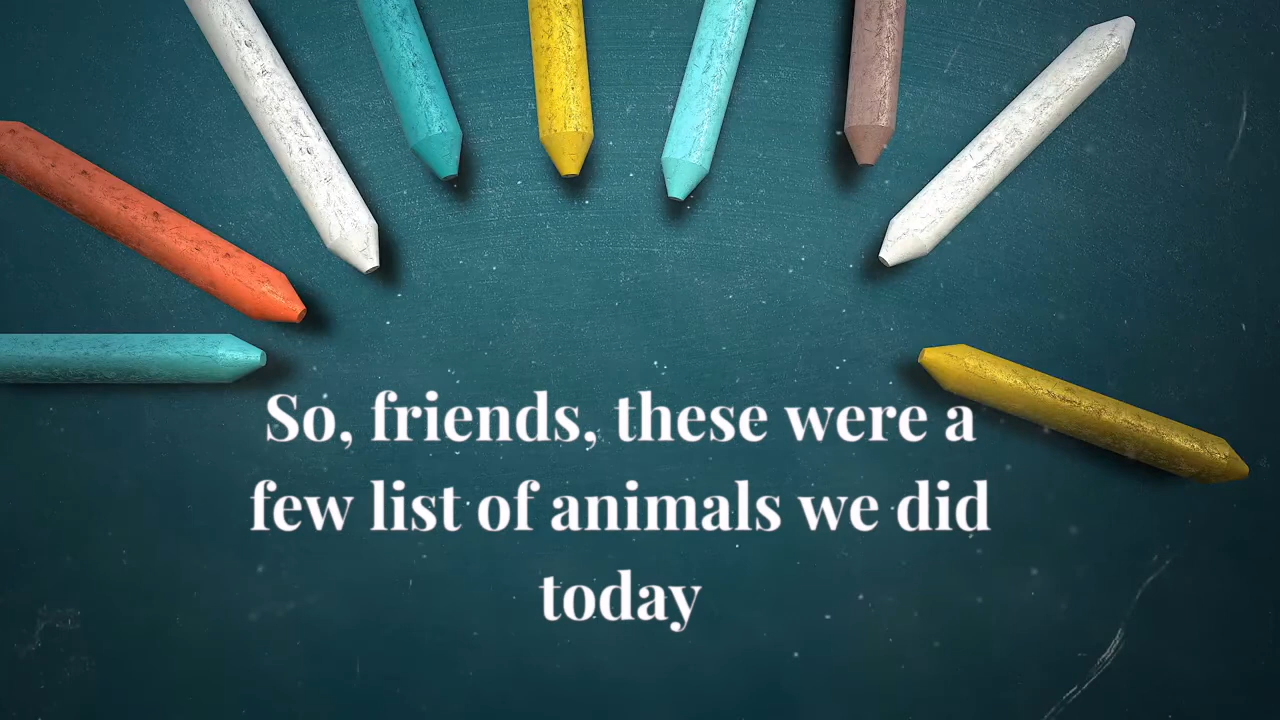 So, friends, these were a
few list of animals we did
today